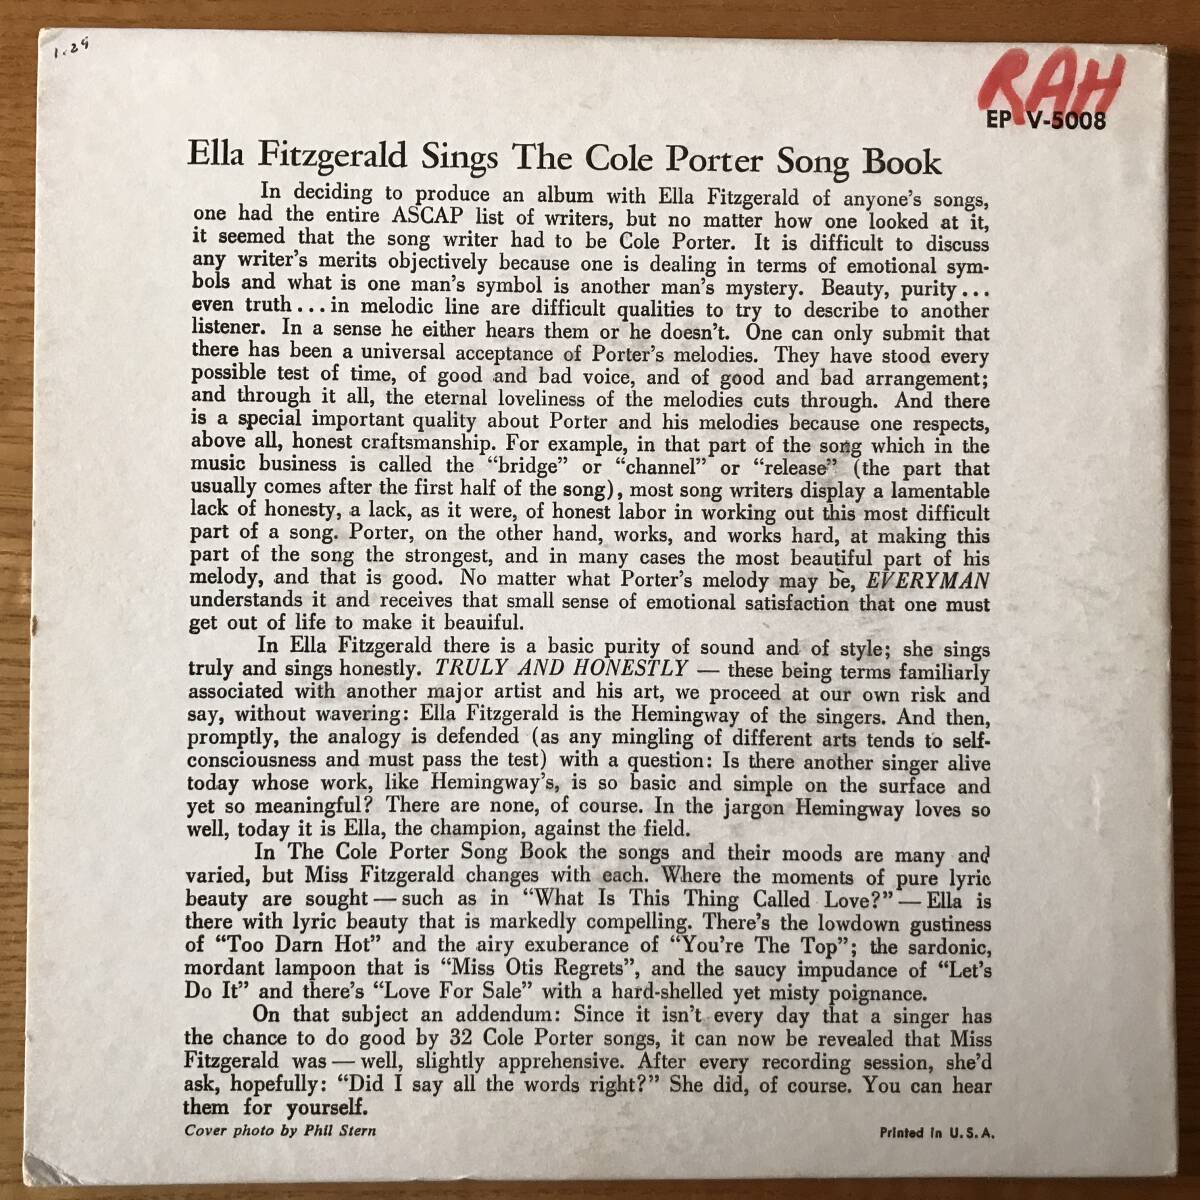 1.29
RAH
EP V-5008
Ella Fitzgerald Sings The Cole Porter Song Book
In deciding to produce an album with Ella Fitzgerald of anyone's songs,
one had the entire ASCAP list of writers, but no matter how one looked at it,
it seemed that the song writer had to be Cole Porter. It is difficult to discuss
any writer's merits objectively because one is dealing in terms of emotional sym-
bols and what is one man's symbol is another man's mystery. Beauty, purity...
even truth...in melodic line are difficult qualities to try to describe to another
listener. In a sense he either hears them or he doesn't. One can only submit that
there has been a universal acceptance of Porter's melodies. They have stood every
possible test of time, of good and bad voice, and of good and bad arrangement;
and through it all, the eternal loveliness of the melodies cuts through. And there
is a special important quality about Porter and his melodies because one respects,
above all, honest craftsmanship. For example, in that part of the song which in the
music business is called the "bridge" or "channel" or "release" (the part that
usually comes after the first half of the song), most song writers display a lamentable
lack of honesty, a lack, as it were, of honest labor in working out this most difficult
part of a song. Porter, on the other hand, works, and works hard, at making this
part of the song the strongest, and in many cases the most beautiful part of his
melody, and that is good. No matter what Porter's melody may be, EVERYMAN
understands it and receives that small sense of emotional satisfaction that one must
get out of life to make it beauiful.
In Ella Fitzgerald there is a basic purity of sound and of style; she sings
truly and sings honestly. TRULY AND HONESTLY — these being terms familiarly
associated with another major artist and his art, we proceed at our own risk and
say, without wavering: Ella Fitzgerald is the Hemingway of the singers. And then,
promptly, the analogy is defended (as any mingling of different arts tends to self-
consciousness and must pass the test) with a question: Is there another singer alive
today whose work, like Hemingway's, is so basic and simple on the surface and
yet so meaningful? There are none, of course. In the jargon Hemingway loves so
well, today it is Ella, the champion, against the field.
In The Cole Porter Song Book the songs and their moods are many and
varied, but Miss Fitzgerald changes with each. Where the moments of pure lyric
beauty are sought — such as in "What Is This Thing Called Love?" — Ella is
there with lyric beauty that is markedly compelling. There's the lowdown gustiness
of "Too Darn Hot" and the airy exuberance of "You're The Top"; the sardonic,
mordant lampoon that is "Miss Otis Regrets", and the saucy impudance of "Let's
Do It" and there's "Love For Sale" with a hard-shelled yet misty poignance.
On that subject an addendum: Since it isn't every day that a singer has
the chance to do good by 32 Cole Porter songs, it can now be revealed that Miss
Fitzgerald was — well, slightly apprehensive. After every recording session, she'd
ask, hopefully: "Did I say all the words right?" She did, of course. You can hear
them for yourself.
Cover photo by Phil Stern
Printed in U.S.A.